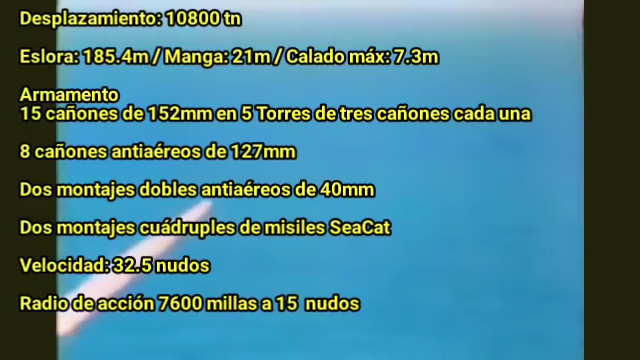 Desplazamiento: 10800 tn
Eslora: 185.4m / Manga: 21m / Calado máx: 7.3m
Armamento
15 cañones de 152mm en 5 Torres de tres cañones cada una
8 cañones antiaéreos de 127mm
Dos montajes dobles antiaéreos de 40mm
Dos montajes cuádruples de misiles SeaCat
Velocidad: 32.5 nudos
Radio de acción 7600 millas a 15 nudos